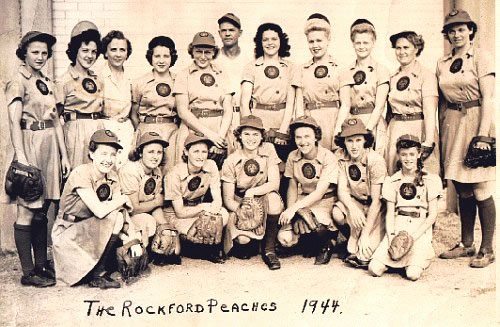 THE ROCKFORD PEACHES 1944.